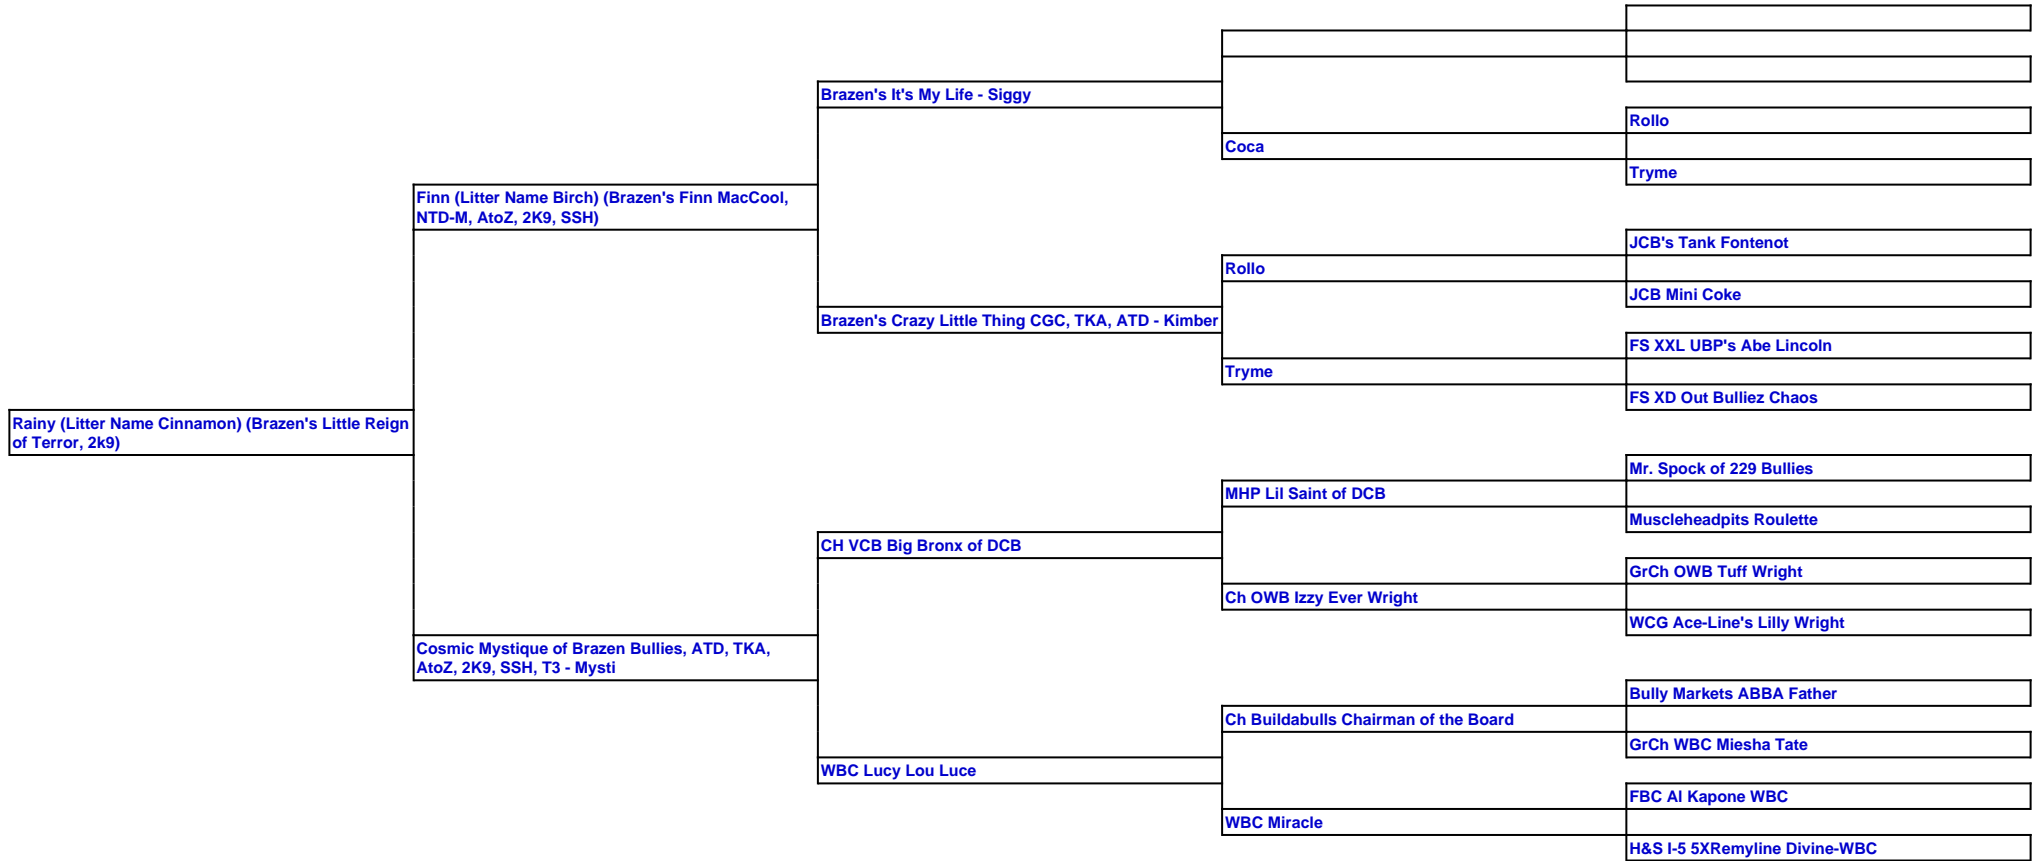 Brazen's It's My Life - Siggy
Rollo
Coca
Tryme
Finn (Litter Name Birch) (Brazen's Finn MacCool,
NTD-M, AtoZ, 2K9, SSH)
JCB's Tank Fontenot
Rollo
JCB Mini Coke
Brazen's Crazy Little Thing CGC, TKA, ATD - Kimber
FS XXL UBP's Abe Lincoln
Tryme
FS XD Out Bulliez Chaos
Rainy (Litter Name Cinnamon) (Brazen's Little Reign
of Terror, 2k9)
Mr. Spock of 229 Bullies
MHP Lil Saint of DCB
Muscleheadpits Roulette
CH VCB Big Bronx of DCB
GrCh OWB Tuff Wright
Ch OWB Izzy Ever Wright
WCG Ace-Line's Lilly Wright
Cosmic Mystique of Brazen Bullies, ATD, TKA,
AtoZ, 2K9, SSH, T3 - Mysti
Bully Markets ABBA Father
Ch Buildabulls Chairman of the Board
GrCh WBC Miesha Tate
WBC Lucy Lou Luce
FBC Al Kapone WBC
WBC Miracle
H&S I-5 5XRemyline Divine-WBC